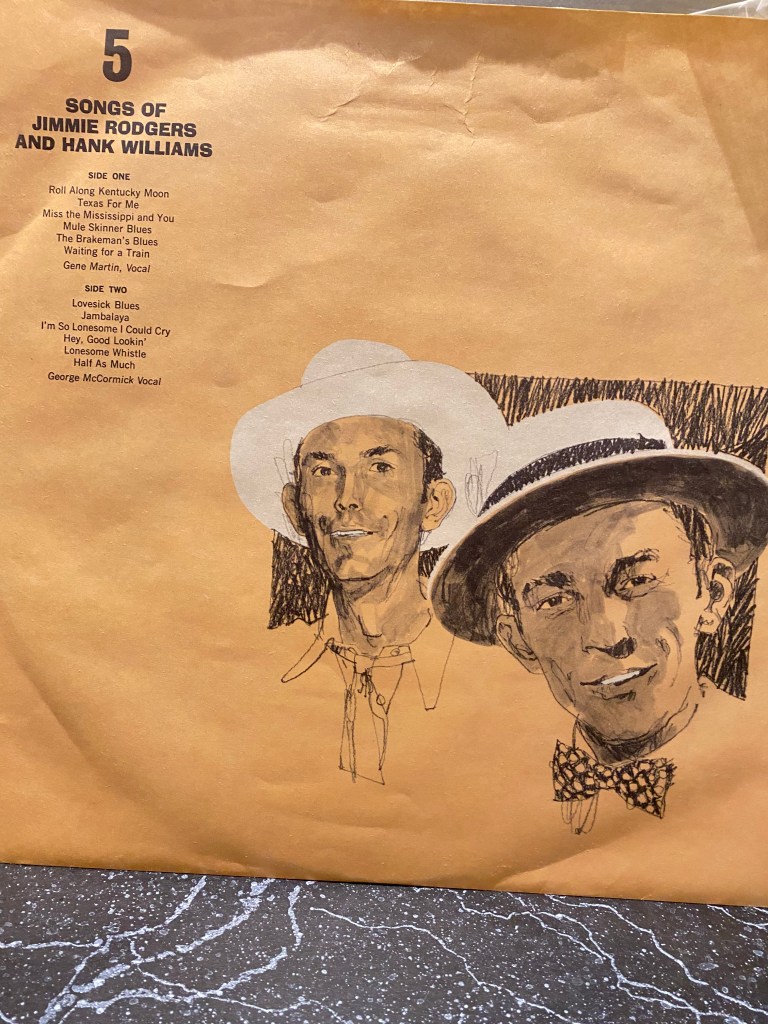 5
SONGS OF
JIMMIE RODGERS
AND HANK WILLIAMS
SIDE ONE
Roll Along Kentucky Moon
Texas For Me
Miss the Mississippi and You
Mule Skinner Blues
The Brakeman's Blues
Waiting for a Train
Gene Martin, Vocal
SIDE TWO
Lovesick Blues
Jambalaya
I'm So Lonesome I Could Cry
Hey, Good Lookin'
Lonesome Whistle
Half As Much
George McCormick Vocal